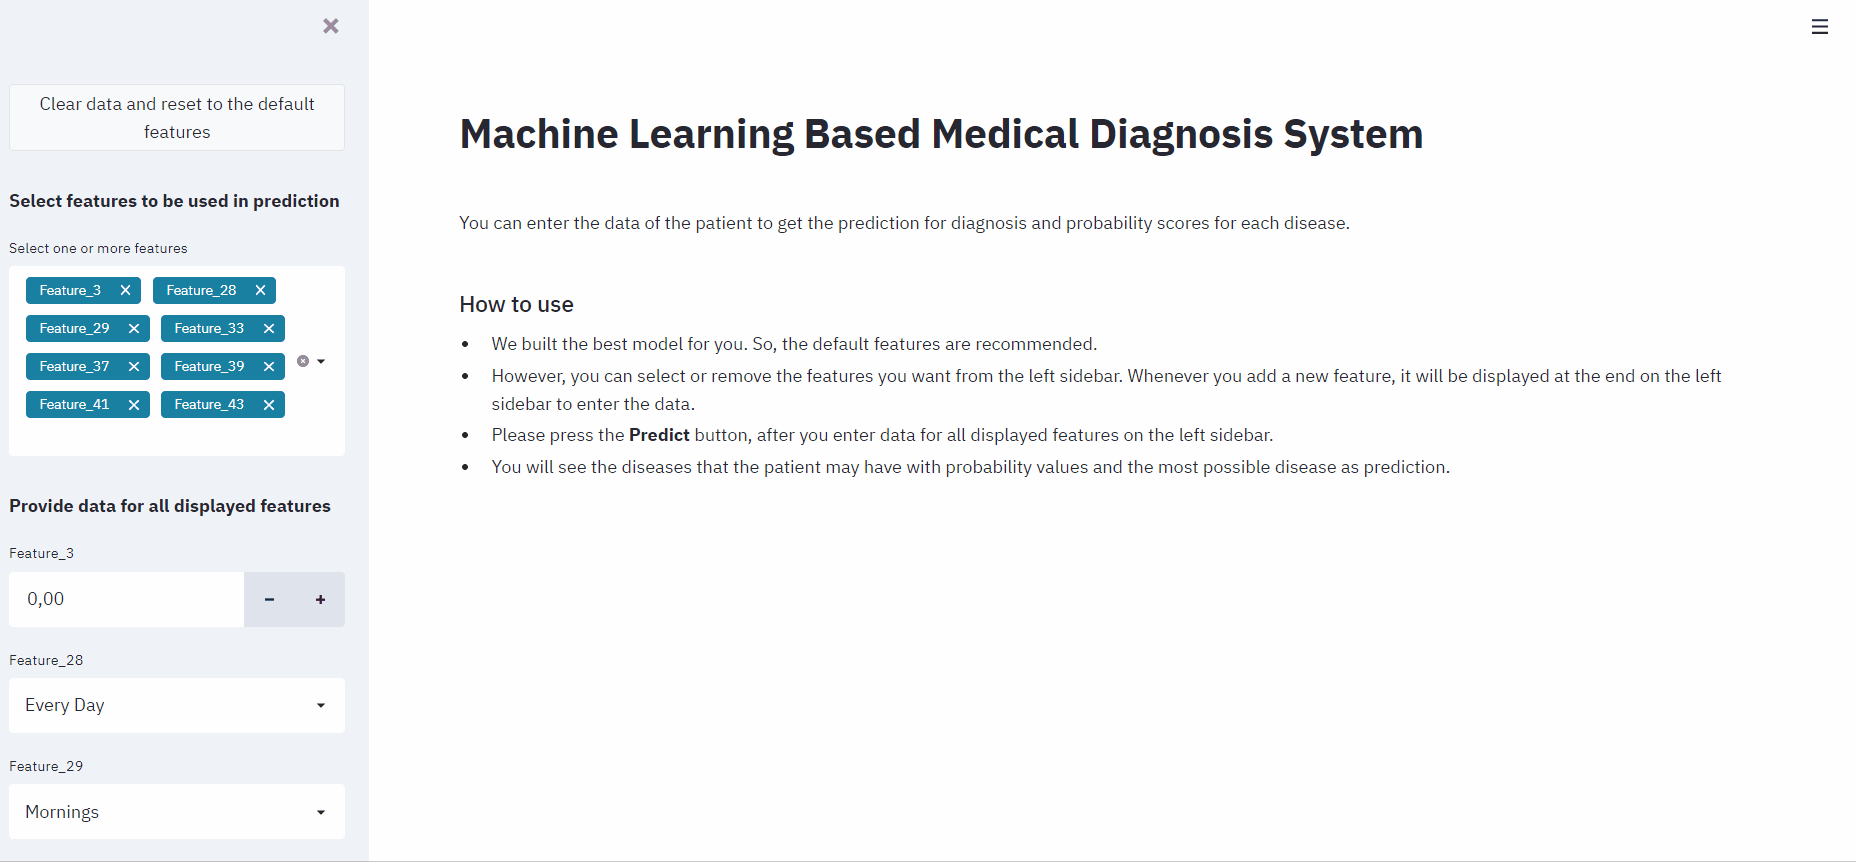 Clear data and reset to the default
features
Select features to be used in prediction
Select one or more features
Feature_3
Feature_28
Feature_29
Feature_33
Feature_37
Feature_39
Feature_41
Feature_43
Provide data for all displayed features
Feature_3
0,00
Feature_28
Every Day
Feature_29
Mornings
Machine Learning Based Medical Diagnosis System
You can enter the data of the patient to get the prediction for diagnosis and probability scores for each disease.
How to use
We built the best model for you. So, the default features are recommended.
However, you can select or remove the features you want from the left sidebar. Whenever you add a new feature, it will be displayed at the end on the left
sidebar to enter the data.
Please press the Predict button, after you enter data for all displayed features on the left sidebar.
You will see the diseases that the patient may have with probability values and the most possible disease as prediction.